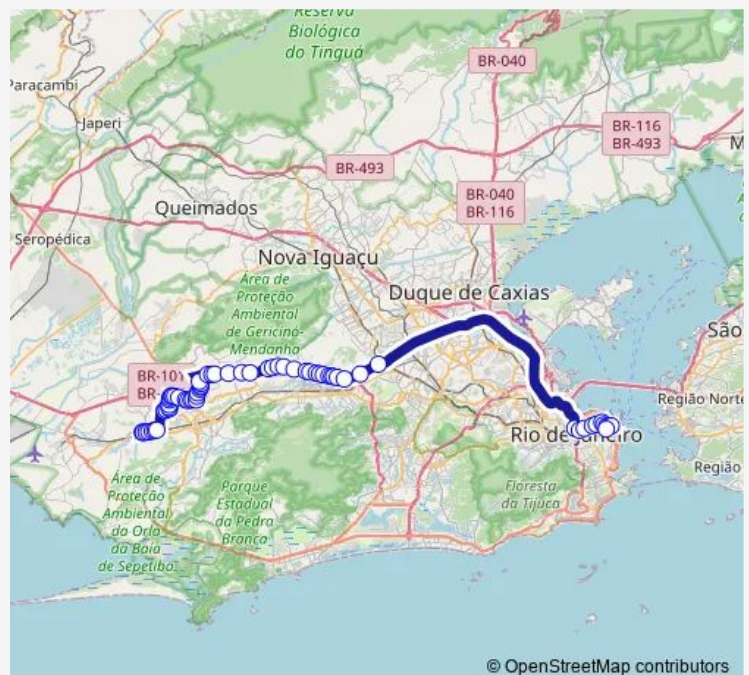 Reserva
Biológica
do Tinguá
BR-040
Paracambi
Japeri
BR-116
BR-493
BR-493
BR-040
BR-116
Queimados
Seropédica
Nova Iguaçu
Duque de Caxias
Área de
Proteção
Ambiental
de Gericinó-
Mendanha
São
BR-101
BR-
Região Norte
Rio de Janeiro
Região
Área de
Proteção
Ambiental
da Orla
da Baía
de Sepetiba
Parque
Estadual
da Pedra
Branca
Floresta
da Tijuca
© OpenStreetMap contributors